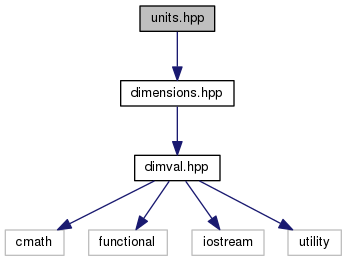 units.hpp
dimensions.hpp
dimval.hpp
cmath
functional
iostream
utility